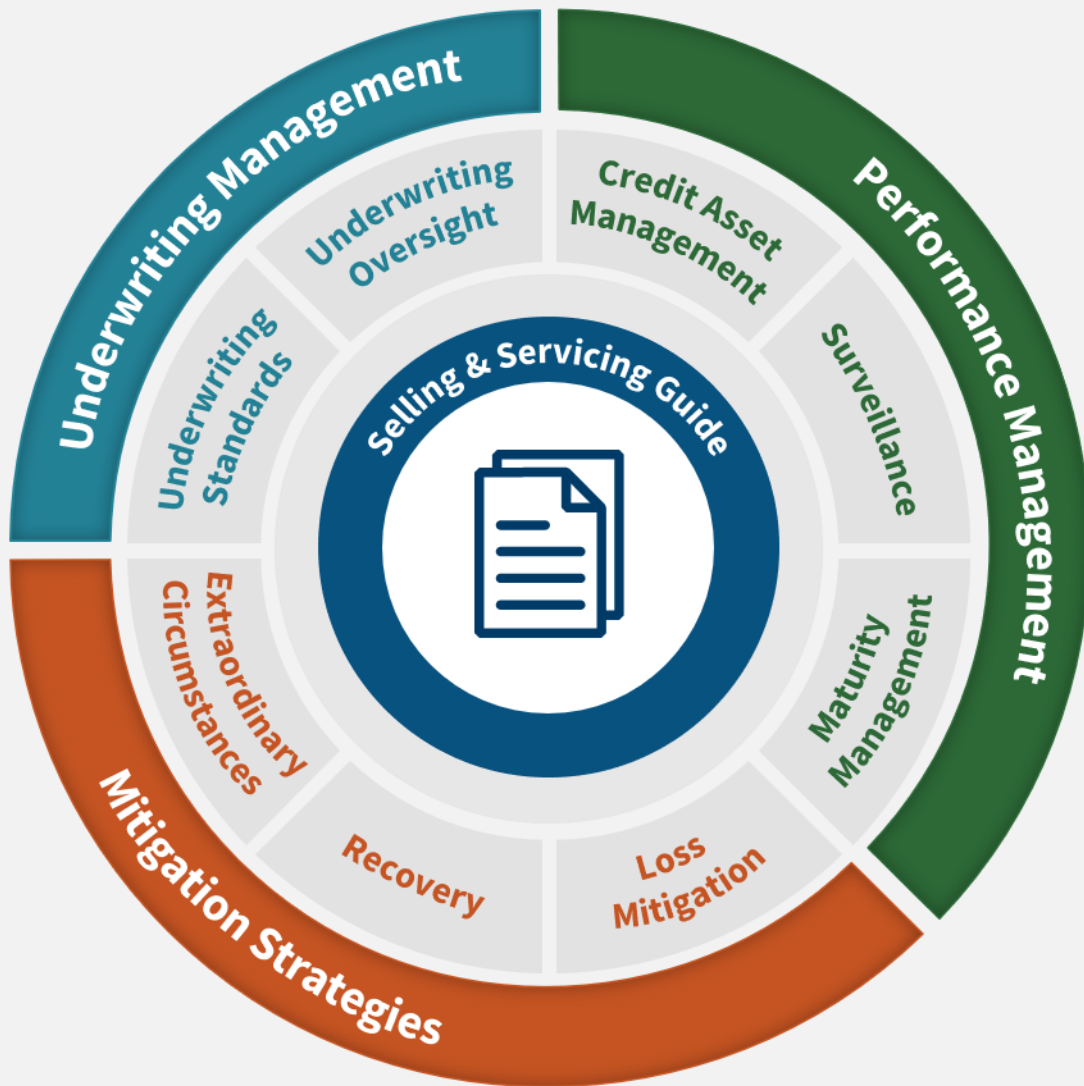 Underwriting Management
Underwriting
Standards
Underwriting
Oversight
Performance Management
Credit Asset
Management
Surveillance
Maturity
Management
Mitigation Strategies
Loss
Mitigation
Recovery
Extraordinary
Circumstances
Selling & Servicing Guide